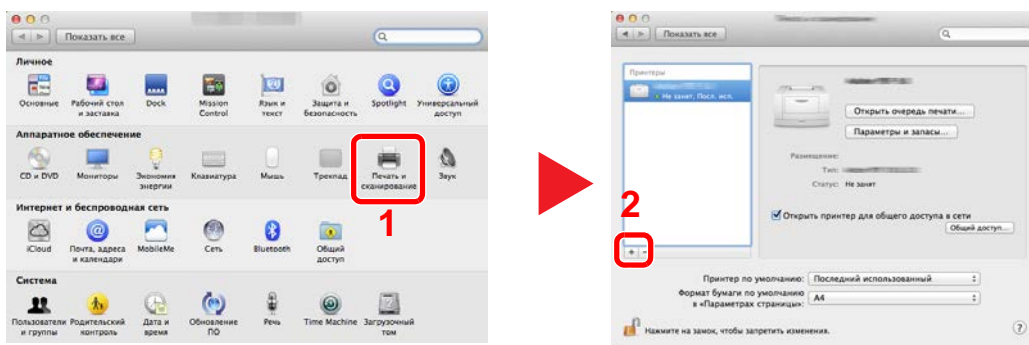 Показать все
Личное
Основные
Рабочий стол
и заставка
Dock
Mission
Control
Язык и
текст
Защита и
безопасность
Spotlight
Универсальный
доступ
Аппаратное обеспечение
CD и DVD
Мониторы
Экономия
энергии
Клавиатура
Мышь
Трекпад
Печать и
сканирование
Звук
1
Интернет и беспроводная сеть
iCloud
Почта, адреса
и календари
MobileMe
Сеть
Bluetooth
Общий
доступ
Система
Пользователи
и группы
Родительский
контроль
Дата и
время
Обновление
ПО
Речь
Time Machine
Загрузочный
том
Показать все
Принтеры
Не занят, Посл. исп.
Открыть очередь печати...
Параметры и запасы...
Размещение:
Тип:
Статус: Не занят
2
Открыть принтер для общего доступа в сети
Общий доступ...
+ −
Принтер по умолчанию: Последний использованный
Формат бумаги по умолчанию
в «Параметрах страницы»: A4
Нажмите на замок, чтобы запретить изменения.
?